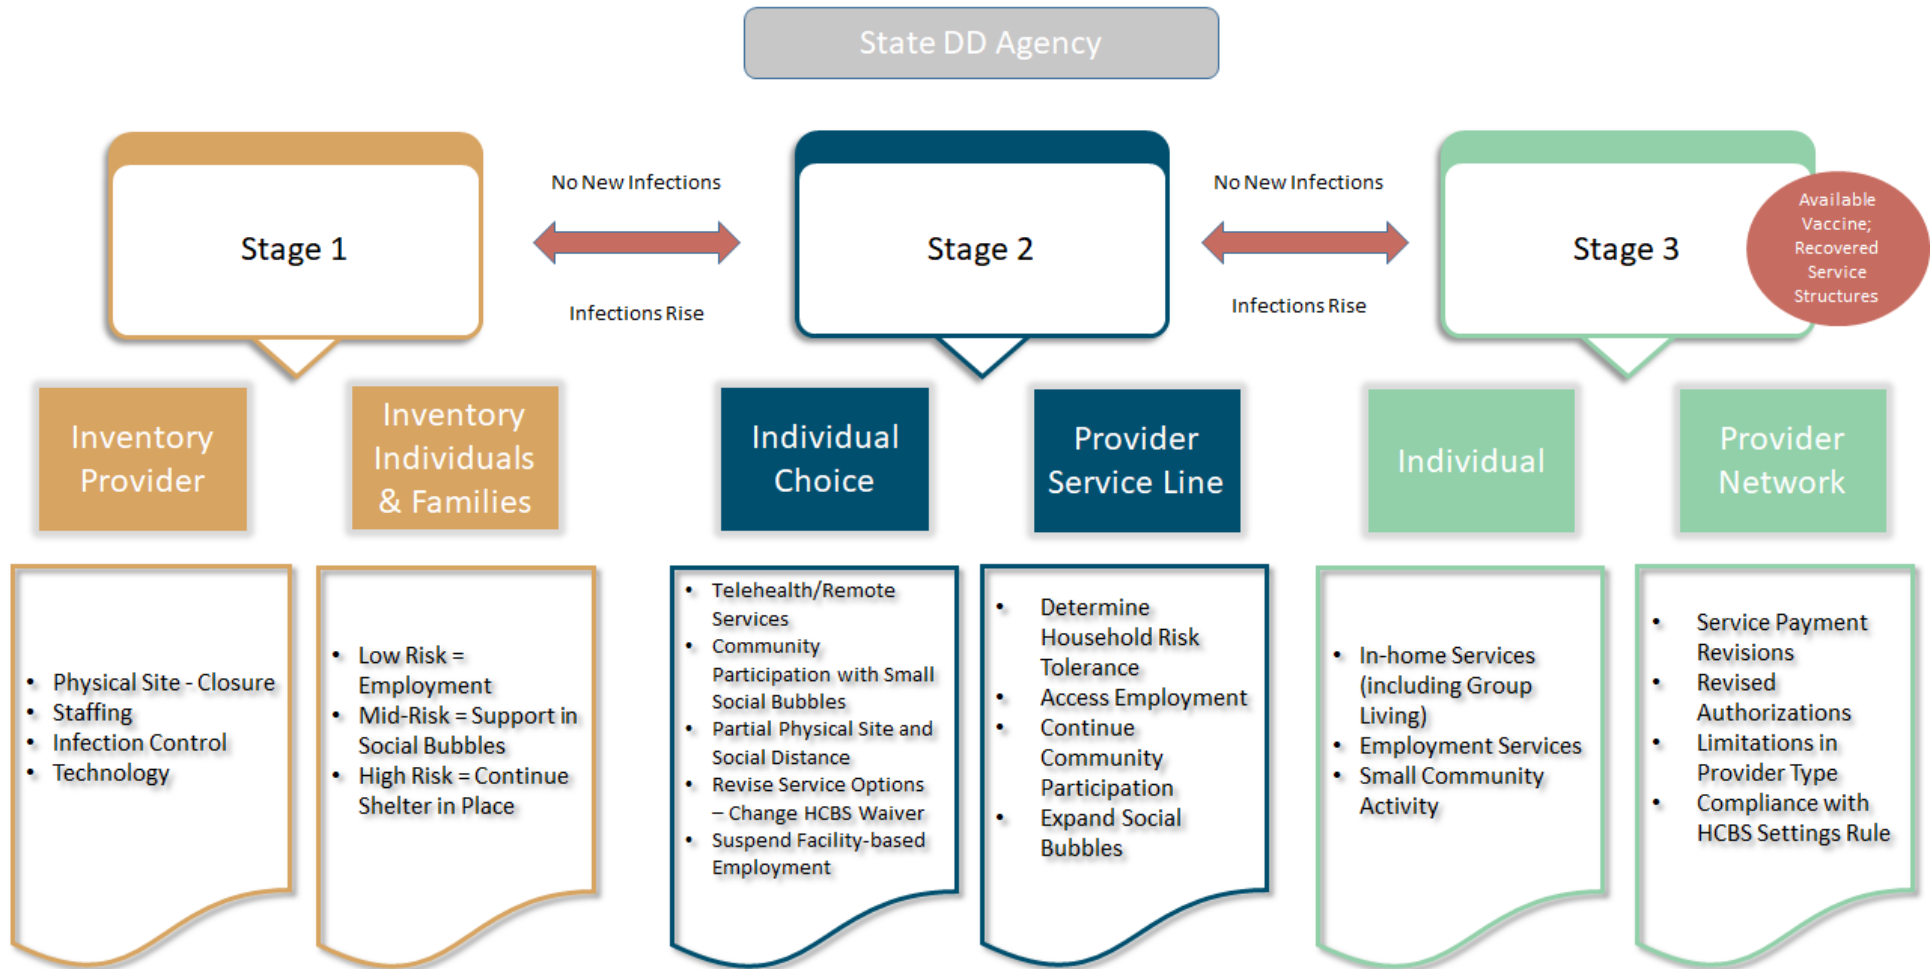 State DD Agency
Stage 1
No New Infections
Infections Rise
Stage 2
No New Infections
Infections Rise
Stage 3
Available
Vaccine;
Recovered
Service
Structures
Inventory
Provider
Inventory
Individuals
& Families
Individual
Choice
Provider
Service Line
Individual
Provider
Network
• Physical Site - Closure
• Staffing
• Infection Control
• Technology
• Low Risk =
Employment
• Mid-Risk = Support in
Social Bubbles
• High Risk = Continue
Shelter in Place
• Telehealth/Remote
Services
• Community
Participation with Small
Social Bubbles
• Partial Physical Site and
Social Distance
• Revise Service Options
– Change HCBS Waiver
• Suspend Facility-based
Employment
• Determine
Household Risk
Tolerance
• Access Employment
• Continue
Community
Participation
• Expand Social
Bubbles
• In-home Services
(including Group
Living)
• Employment Services
• Small Community
Activity
• Service Payment
Revisions
• Revised
Authorizations
• Limitations in
Provider Type
• Compliance with
HCBS Settings Rule